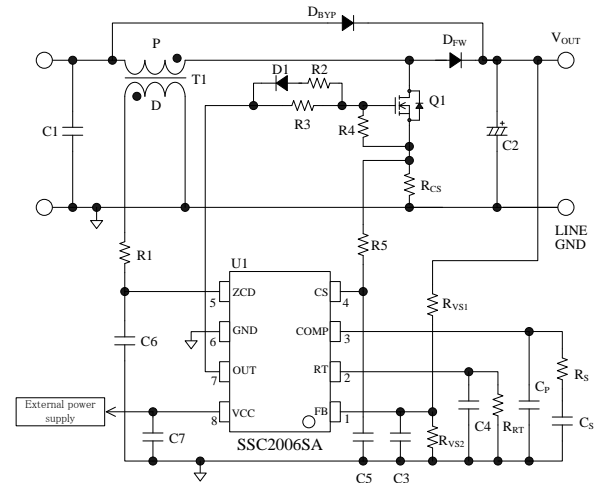 DBYP
P
DFW
VOUT
T1
D1
R2
D
Q1
R3
R4
C1
C2
RCS
LINE
GND
R1
R5
U1
ZCD
CS
5
4
RVS1
GND
COMP
6
3
C6
RS
OUT
RT
7
2
CP
External power
supply
VCC
FB
C4
RRT
CS
8
1
C7
RVS2
SSC2006SA
C5
C3